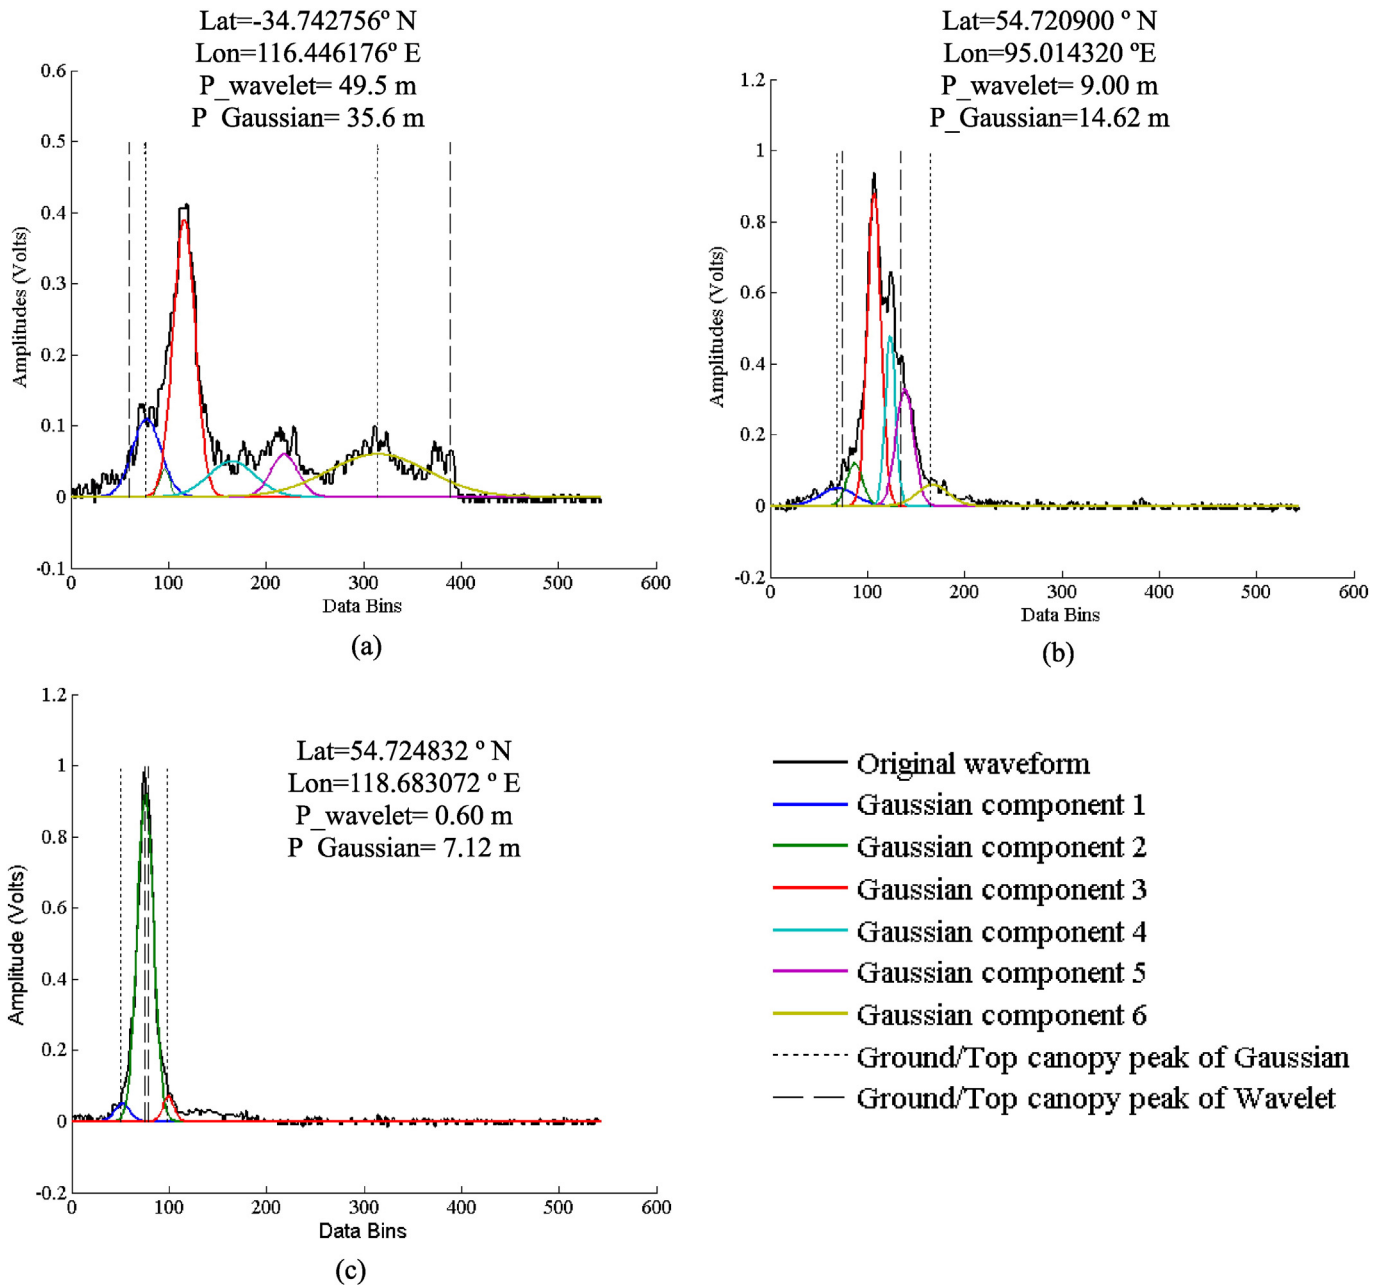 Lat=-34.742756º N
Lon=116.446176º E
P_wavelet= 49.5 m
P Gaussian= 35.6 m
0.6
0.5
0.4
0.3
0.2
0.1
0
-0.1
Amplitudes (Volts)
0 100 200 300 400 500 600
Data Bins
(a)
Lat=54.720900 º N
Lon=95.014320 ºE
P_wavelet= 9.00 m
P_Gaussian=14.62 m
1.2
1
0.8
0.6
0.4
0.2
0
-0.2
Amplitudes (Volts)
0 100 200 300 400 500 600
Data Bins
(b)
Lat=54.724832 º N
Lon=118.683072 º E
P_wavelet= 0.60 m
P Gaussian= 7.12 m
1.2
1
0.8
0.6
0.4
0.2
0
-0.2
Amplitude (Volts)
0 100 200 300 400 500 600
Data Bins
(c)
Original waveform
Gaussian component 1
Gaussian component 2
Gaussian component 3
Gaussian component 4
Gaussian component 5
Gaussian component 6
Ground/Top canopy peak of Gaussian
Ground/Top canopy peak of Wavelet